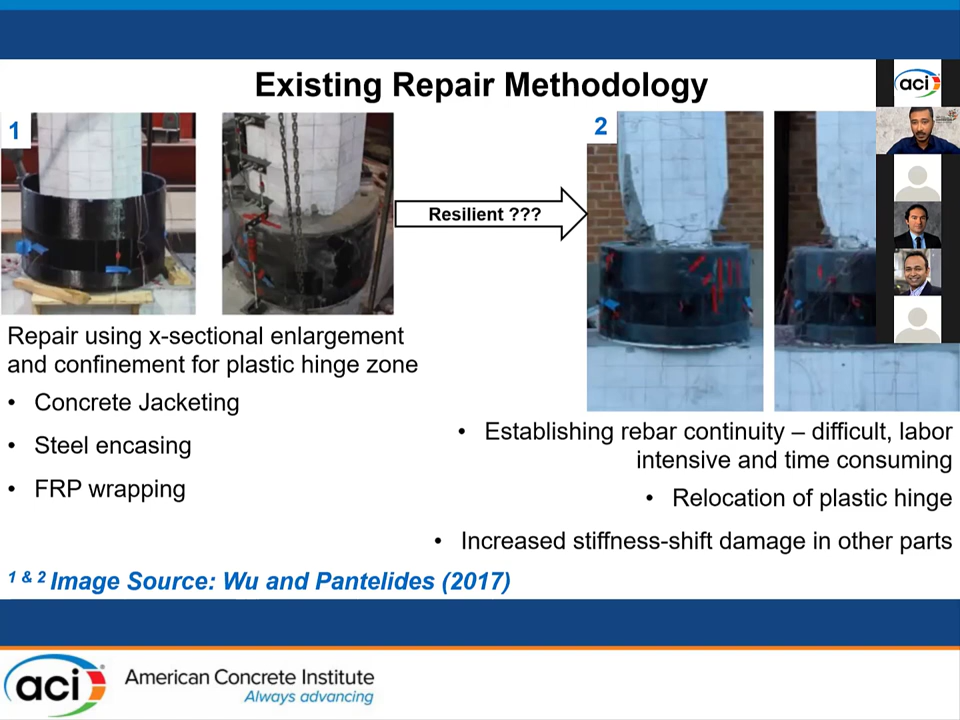 Existing Repair Methodology
1
2
Resilient ???
Repair using x-sectional enlargement
and confinement for plastic hinge zone
• Concrete Jacketing
• Steel encasing
• FRP wrapping
• Establishing rebar continuity – difficult, labor
intensive and time consuming
• Relocation of plastic hinge
• Increased stiffness-shift damage in other parts
1 & 2 Image Source: Wu and Pantelides (2017)
aci
aci
American Concrete Institute
Always advancing